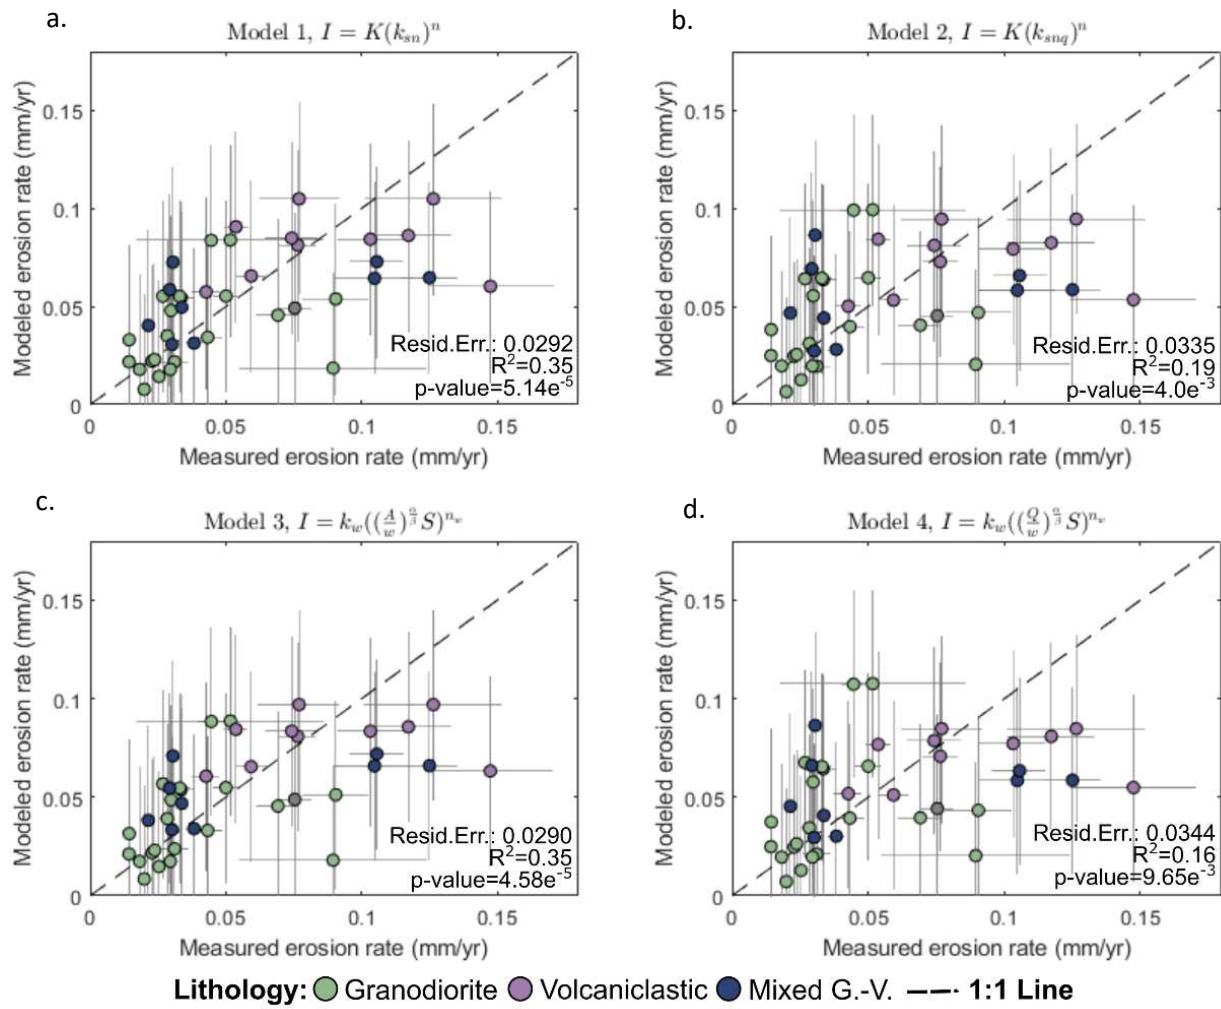 a.
Model 1, I = K(k_{sn})^n
Modeled erosion rate (mm/yr)
0.15
0.1
0.05
0
Resid.Err.: 0.0292
R²=0.35
p-value=5.14e⁻⁵
0 0.05 0.1 0.15
Measured erosion rate (mm/yr)
b.
Model 2, I = K(k_{snq})^n
Modeled erosion rate (mm/yr)
0.15
0.1
0.05
0
Resid.Err.: 0.0335
R²=0.19
p-value=4.0e⁻³
0 0.05 0.1 0.15
Measured erosion rate (mm/yr)
c.
Model 3, I = k_w((A/w)^{α/β} S)^{n_w}
Modeled erosion rate (mm/yr)
0.15
0.1
0.05
0
Resid.Err.: 0.0290
R²=0.35
p-value=4.58e⁻⁵
0 0.05 0.1 0.15
Measured erosion rate (mm/yr)
d.
Model 4, I = k_w((Q/w)^{α/β} S)^{n_w}
Modeled erosion rate (mm/yr)
0.15
0.1
0.05
0
Resid.Err.: 0.0344
R²=0.16
p-value=9.65e⁻³
0 0.05 0.1 0.15
Measured erosion rate (mm/yr)
Lithology: Granodiorite Volcaniclastic Mixed G.-V. 1:1 Line